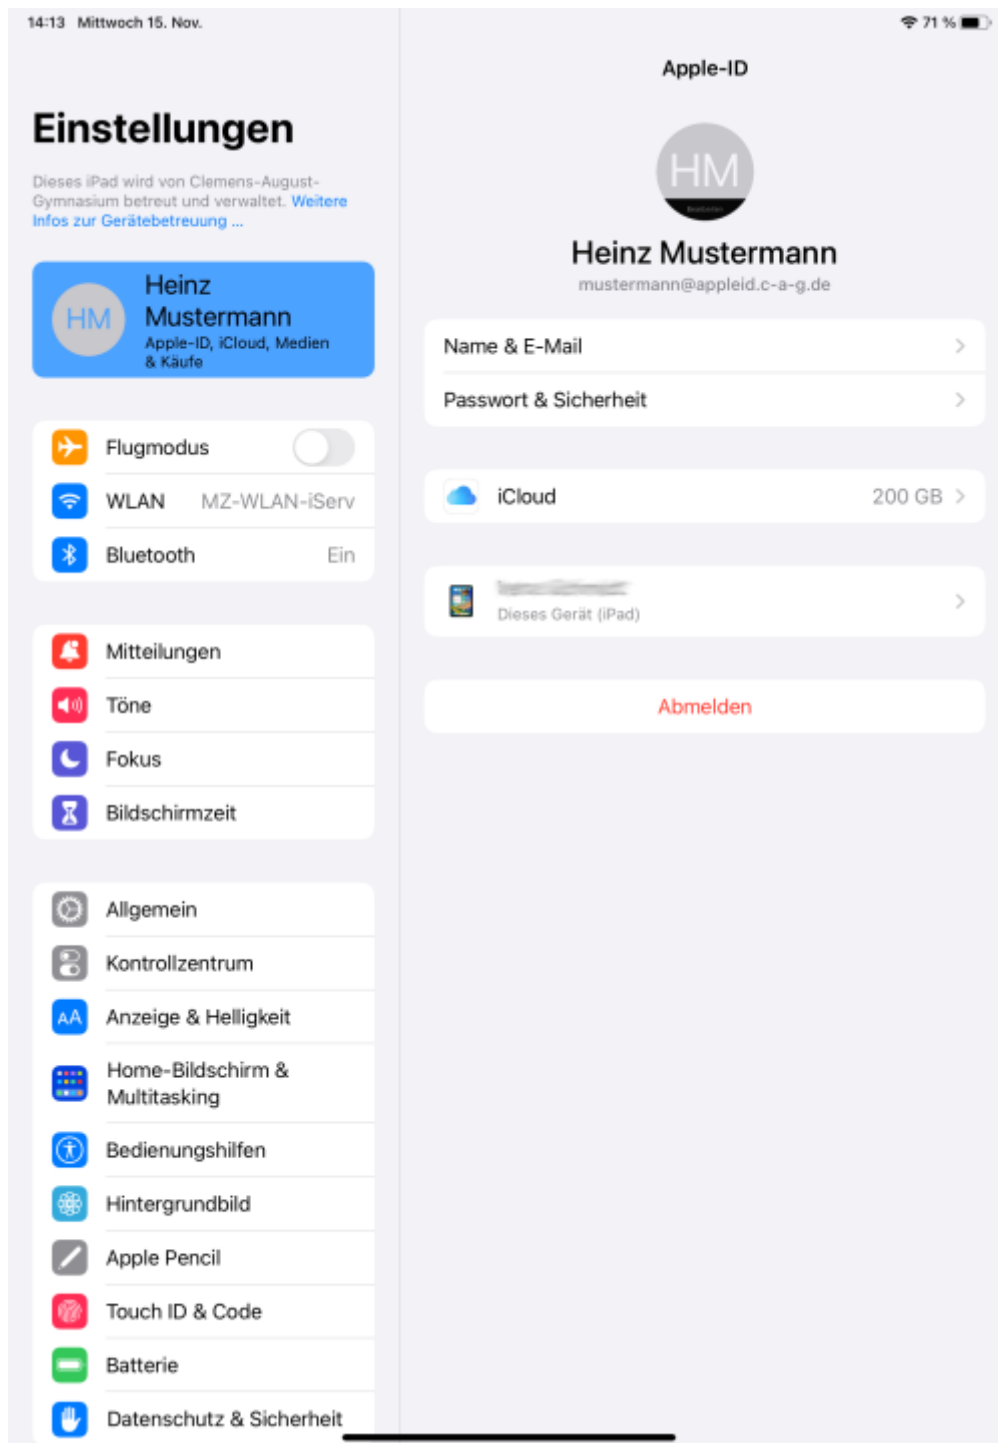 14:13 Mittwoch 15. Nov.
71 %
Einstellungen
Dieses iPad wird von Clemens-August-
Gymnasium betreut und verwaltet. Weitere
Infos zur Gerätebetreuung ...
HM
Heinz
Mustermann
Apple-ID, iCloud, Medien
& Käufe
Flugmodus
WLAN MZ-WLAN-iServ
Bluetooth Ein
Mitteilungen
Töne
Fokus
Bildschirmzeit
Allgemein
Kontrollzentrum
AA Anzeige & Helligkeit
Home-Bildschirm &
Multitasking
Bedienungshilfen
Hintergrundbild
Apple Pencil
Touch ID & Code
Batterie
Datenschutz & Sicherheit
Apple-ID
HM
Heinz Mustermann
mustermann@appleid.c-a-g.de
Name & E-Mail
Passwort & Sicherheit
iCloud 200 GB
Dieses Gerät (iPad)
Abmelden